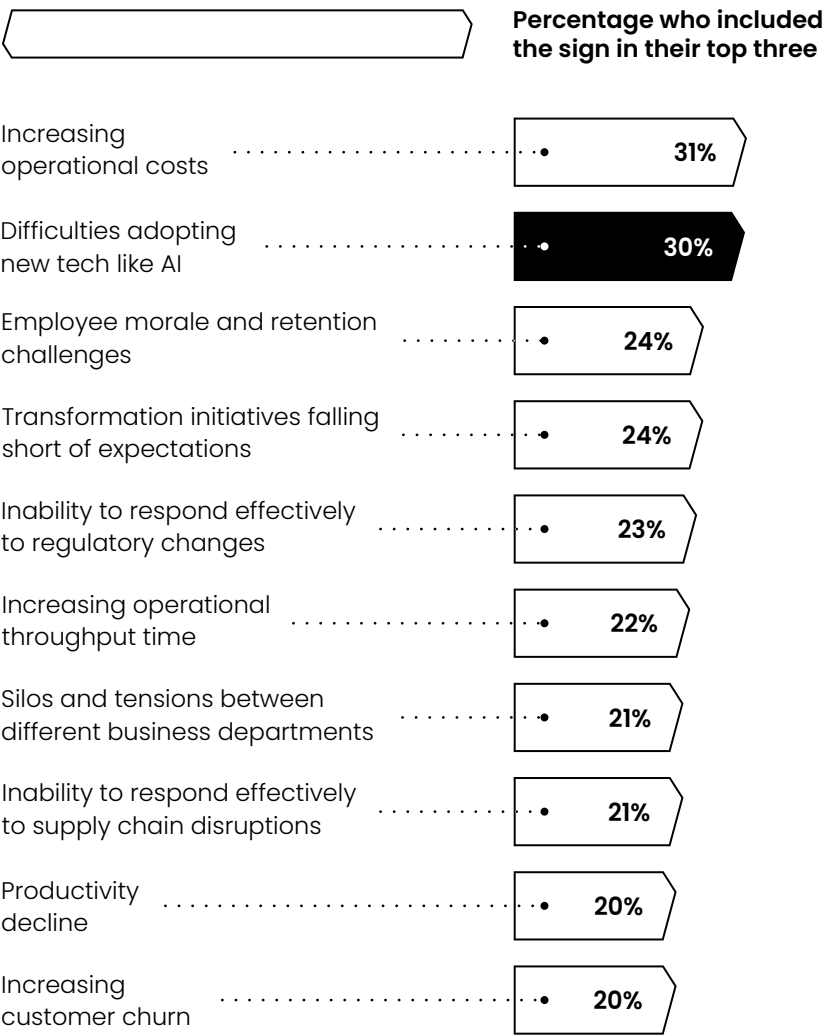 Percentage who included
the sign in their top three
Increasing
operational costs
31%
Difficulties adopting
new tech like AI
30%
Employee morale and retention
challenges
24%
Transformation initiatives falling
short of expectations
24%
Inability to respond effectively
to regulatory changes
23%
Increasing operational
throughput time
22%
Silos and tensions between
different business departments
21%
Inability to respond effectively
to supply chain disruptions
21%
Productivity
decline
20%
Increasing
customer churn
20%